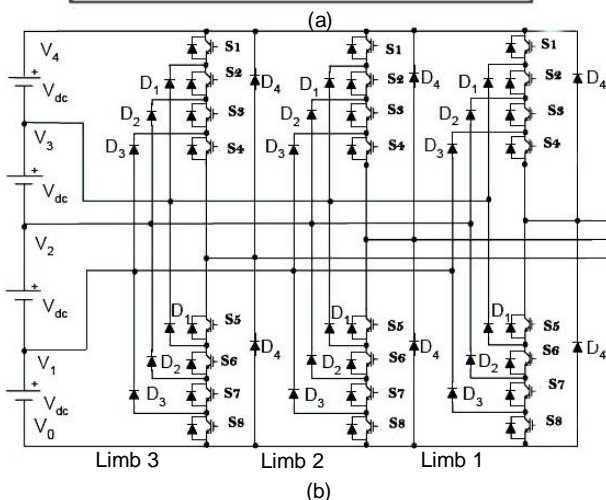 (a)
V4 S1 S1 S1
Vdc D1 S2 D4 D1 S2 D4 D1 S2 D4
D2 S3 D2 S3 D2 S3
V3 D3 S4 D3 S4 D3 S4
Vdc
V2
Vdc D1 S5 D1 S5 D1 S5
V1 D2 S6 D4 D2 S6 D4 D2 S6 D4
Vdc D3 S7 D3 S7 D3 S7
V0 S8 S8 S8
Limb 3 Limb 2 Limb 1
(b)